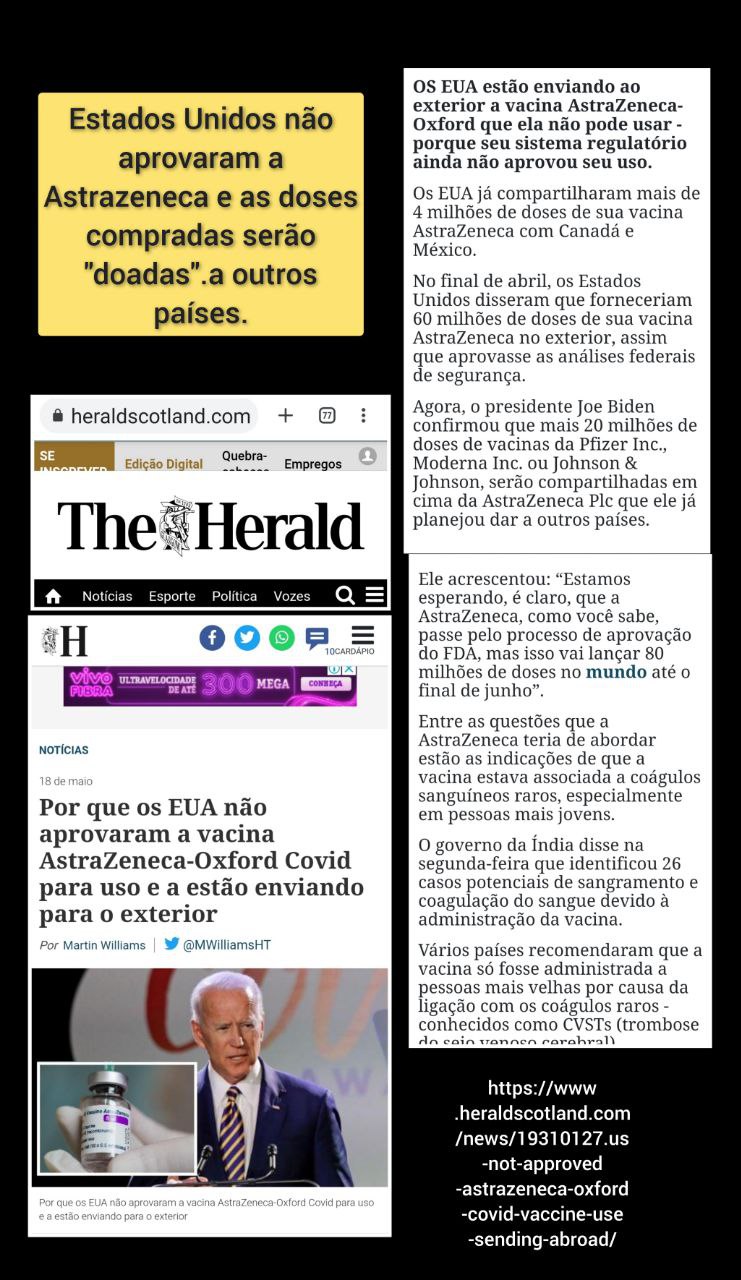 Estados Unidos não
aprovaram a
Astrazeneca e as doses
compradas serão
"doadas".a outros
países.
heraldscotland.com
77
SE
INSCREVER
Edição Digital
Quebra-
cabeças
Empregos
The Herald
Notícias Esporte Política Vozes
H
10 CARDÁPIO
VIVO
FIBRA
ULTRAVELOCIDADE
DE ATÉ
300 MEGA
CONHEÇA
NOTÍCIAS
18 de maio
Por que os EUA não
aprovaram a vacina
AstraZeneca-Oxford Covid
para uso e a estão enviando
para o exterior
Por Martin Williams | @MWilliamsHT
Por que os EUA não aprovaram a vacina AstraZeneca-Oxford Covid para uso
e a estão enviando para o exterior
OS EUA estão enviando ao
exterior a vacina AstraZeneca-
Oxford que ela não pode usar -
porque seu sistema regulatório
ainda não aprovou seu uso.
Os EUA já compartilharam mais de
4 milhões de doses de sua vacina
AstraZeneca com Canadá e
México.
No final de abril, os Estados
Unidos disseram que forneceriam
60 milhões de doses de sua vacina
AstraZeneca no exterior, assim
que aprovasse as análises federais
de segurança.
Agora, o presidente Joe Biden
confirmou que mais 20 milhões de
doses de vacinas da Pfizer Inc.,
Moderna Inc. ou Johnson &
Johnson, serão compartilhadas em
cima da AstraZeneca Plc que ele já
planejou dar a outros países.
Ele acrescentou: “Estamos
esperando, é claro, que a
AstraZeneca, como você sabe,
passe pelo processo de aprovação
do FDA, mas isso vai lançar 80
milhões de doses no mundo até o
final de junho”.
Entre as questões que a
AstraZeneca teria de abordar
estão as indicações de que a
vacina estava associada a coágulos
sanguíneos raros, especialmente
em pessoas mais jovens.
O governo da Índia disse na
segunda-feira que identificou 26
casos potenciais de sangramento e
coagulação do sangue devido à
administração da vacina.
Vários países recomendaram que a
vacina só fosse administrada a
pessoas mais velhas por causa da
ligação com os coágulos raros -
conhecidos como CVSTs (trombose
do seio venoso cerebral)
https://www
.heraldscotland.com
/news/19310127.us
-not-approved
-astrazeneca-oxford
-covid-vaccine-use
-sending-abroad/